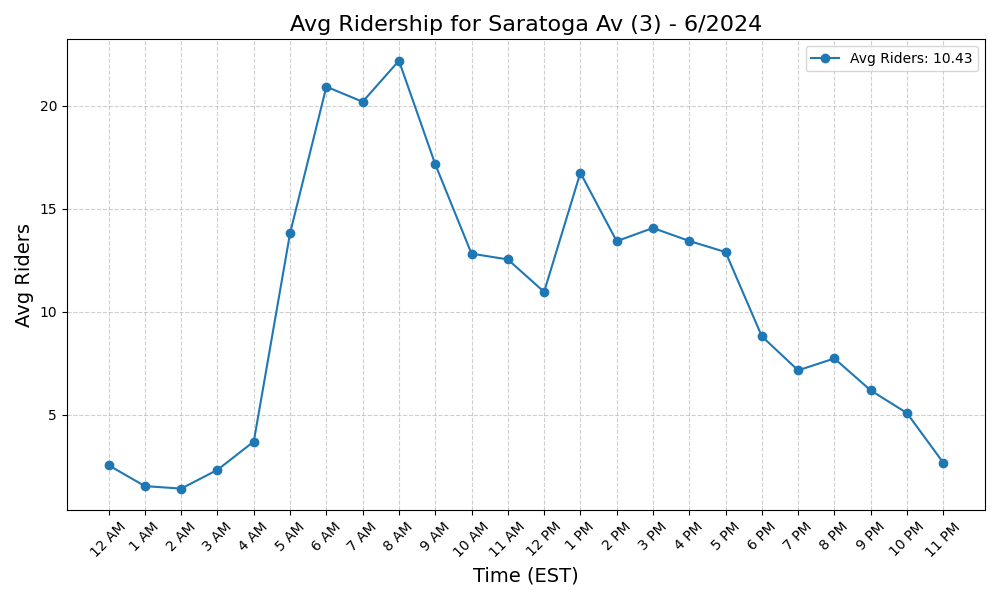 Avg Ridership for Saratoga Av (3) - 6/2024
Avg Riders: 10.43
Avg Riders
20
15
10
5
12 AM
1 AM
2 AM
3 AM
4 AM
5 AM
6 AM
7 AM
8 AM
9 AM
10 AM
11 AM
12 PM
1 PM
2 PM
3 PM
4 PM
5 PM
6 PM
7 PM
8 PM
9 PM
10 PM
11 PM
Time (EST)